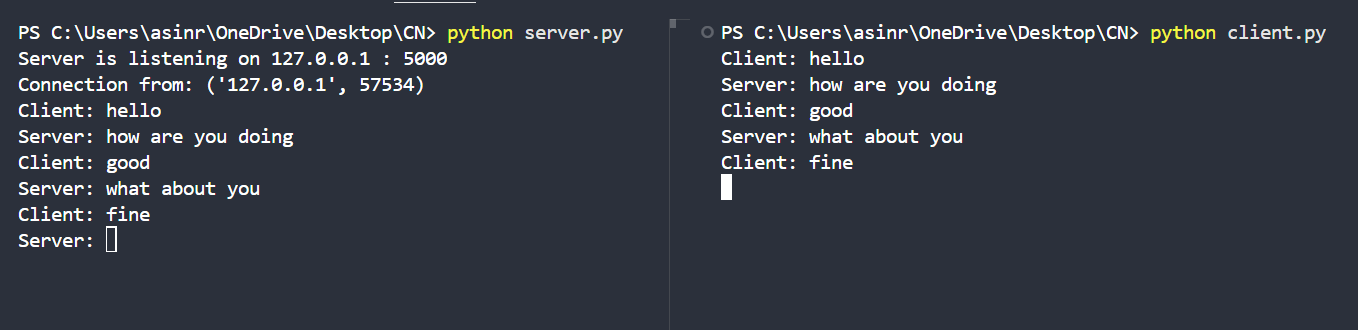 PS C:\Users\asinr\OneDrive\Desktop\CN> python server.py
Server is listening on 127.0.0.1 : 5000
Connection from: ('127.0.0.1', 57534)
Client: hello
Server: how are you doing
Client: good
Server: what about you
Client: fine
Server:
PS C:\Users\asinr\OneDrive\Desktop\CN> python client.py
Client: hello
Server: how are you doing
Client: good
Server: what about you
Client: fine